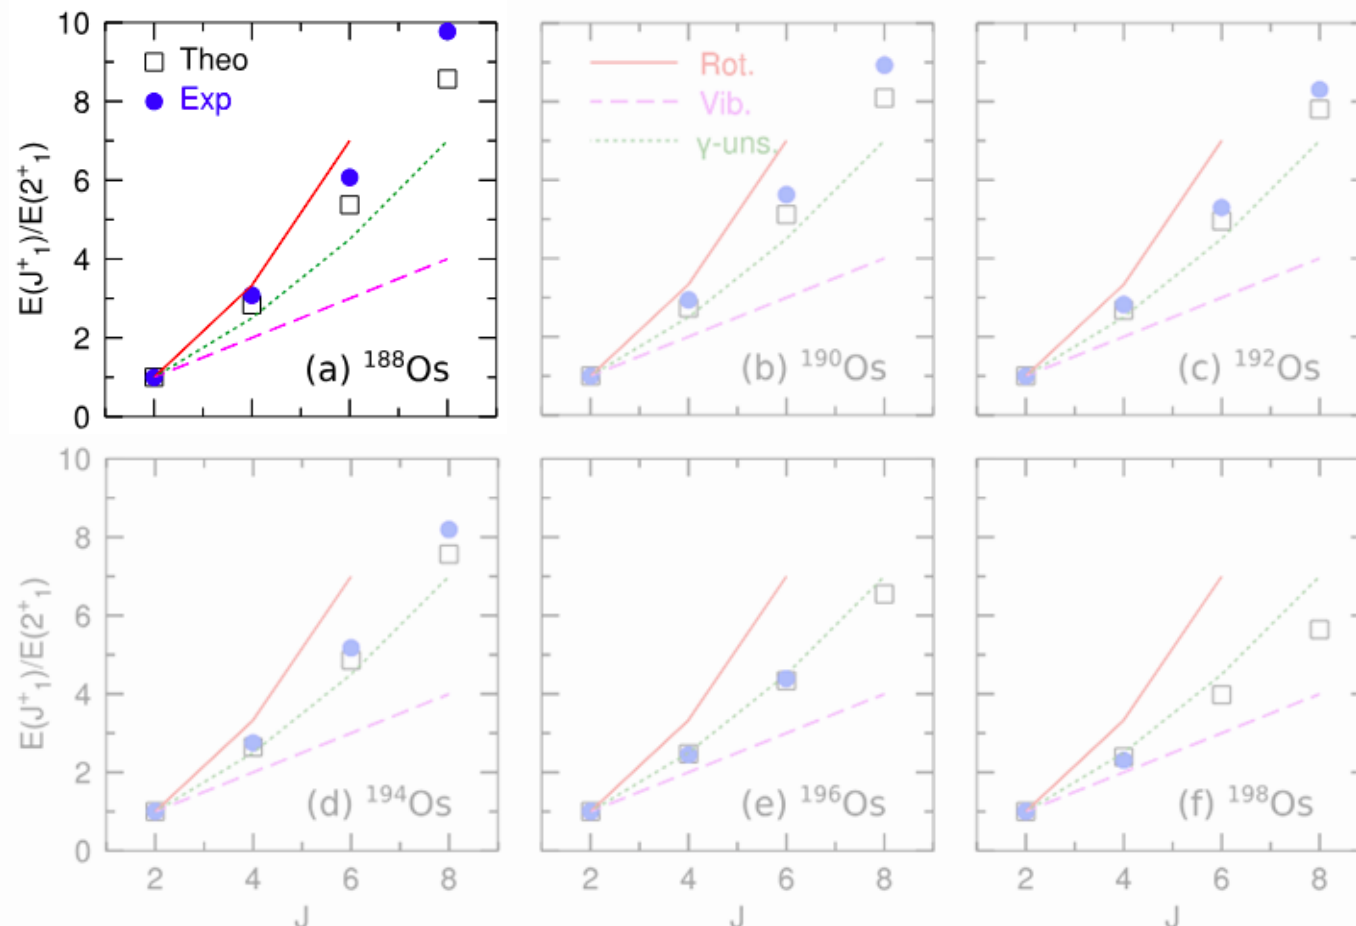 10
8
6
4
2
0
E(J⁺₁)/E(2⁺₁)
Theo
Exp
(a) ¹⁸⁸Os
Rot.
Vib.
γ-uns.
(b) ¹⁹⁰Os
(c) ¹⁹²Os
10
8
6
4
2
0
E(J⁺₁)/E(2⁺₁)
(d) ¹⁹⁴Os
(e) ¹⁹⁶Os
(f) ¹⁹⁸Os
2 4 6 8
2 4 6 8
2 4 6 8
J
J
J